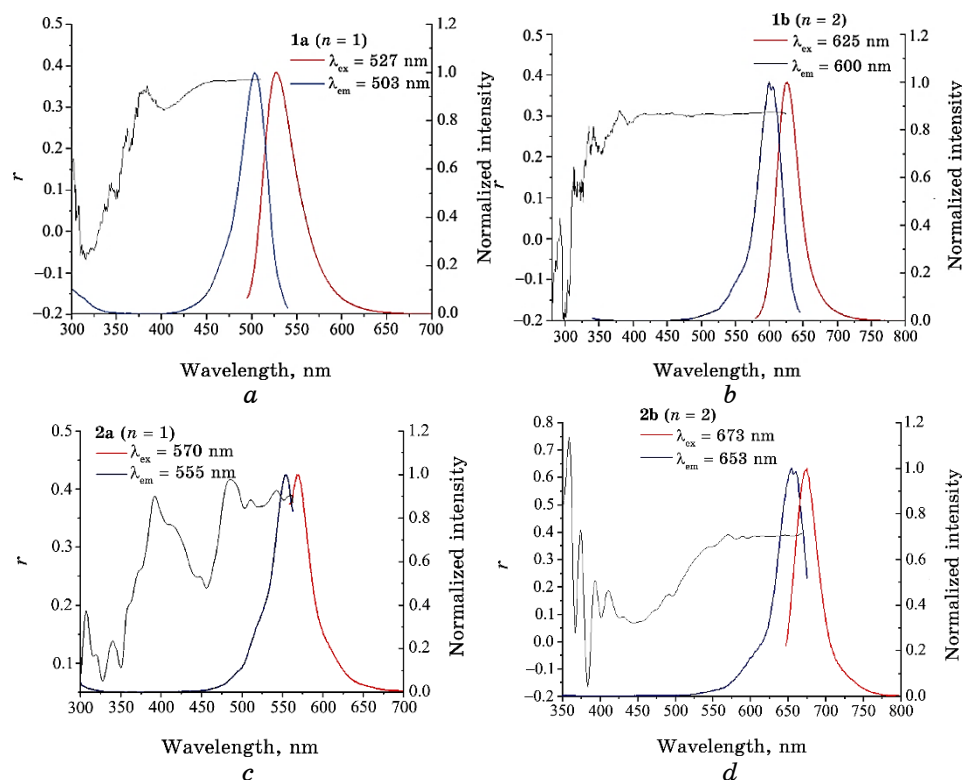 1a (n = 1)
λex = 527 nm
λem = 503 nm
0.5
0.4
0.3
0.2
0.1
0.0
−0.1
−0.2
r
300 350 400 450 500 550 600 650 700
1.2
1.0
0.8
0.6
0.4
0.2
0.0
Normalized intensity
Wavelength, nm
a
1b (n = 2)
λex = 625 nm
λem = 600 nm
0.5
0.4
0.3
0.2
0.1
0.0
−0.1
−0.2
r
300 350 400 450 500 550 600 650 700 750 800
1.2
1.0
0.8
0.6
0.4
0.2
0.0
Normalized intensity
Wavelength, nm
b
2a (n = 1)
λex = 570 nm
λem = 555 nm
0.5
0.4
0.3
0.2
0.1
r
300 350 400 450 500 550 600 650 700
1.2
1.0
0.8
0.6
0.4
0.2
0.0
Normalized intensity
Wavelength, nm
c
2b (n = 2)
λex = 673 nm
λem = 653 nm
0.8
0.7
0.6
0.5
0.4
0.3
0.2
0.1
0.0
−0.1
−0.2
r
350 400 450 500 550 600 650 700 750 800
1.2
1.0
0.8
0.6
0.4
0.2
0.0
Normalized intensity
Wavelength, nm
d